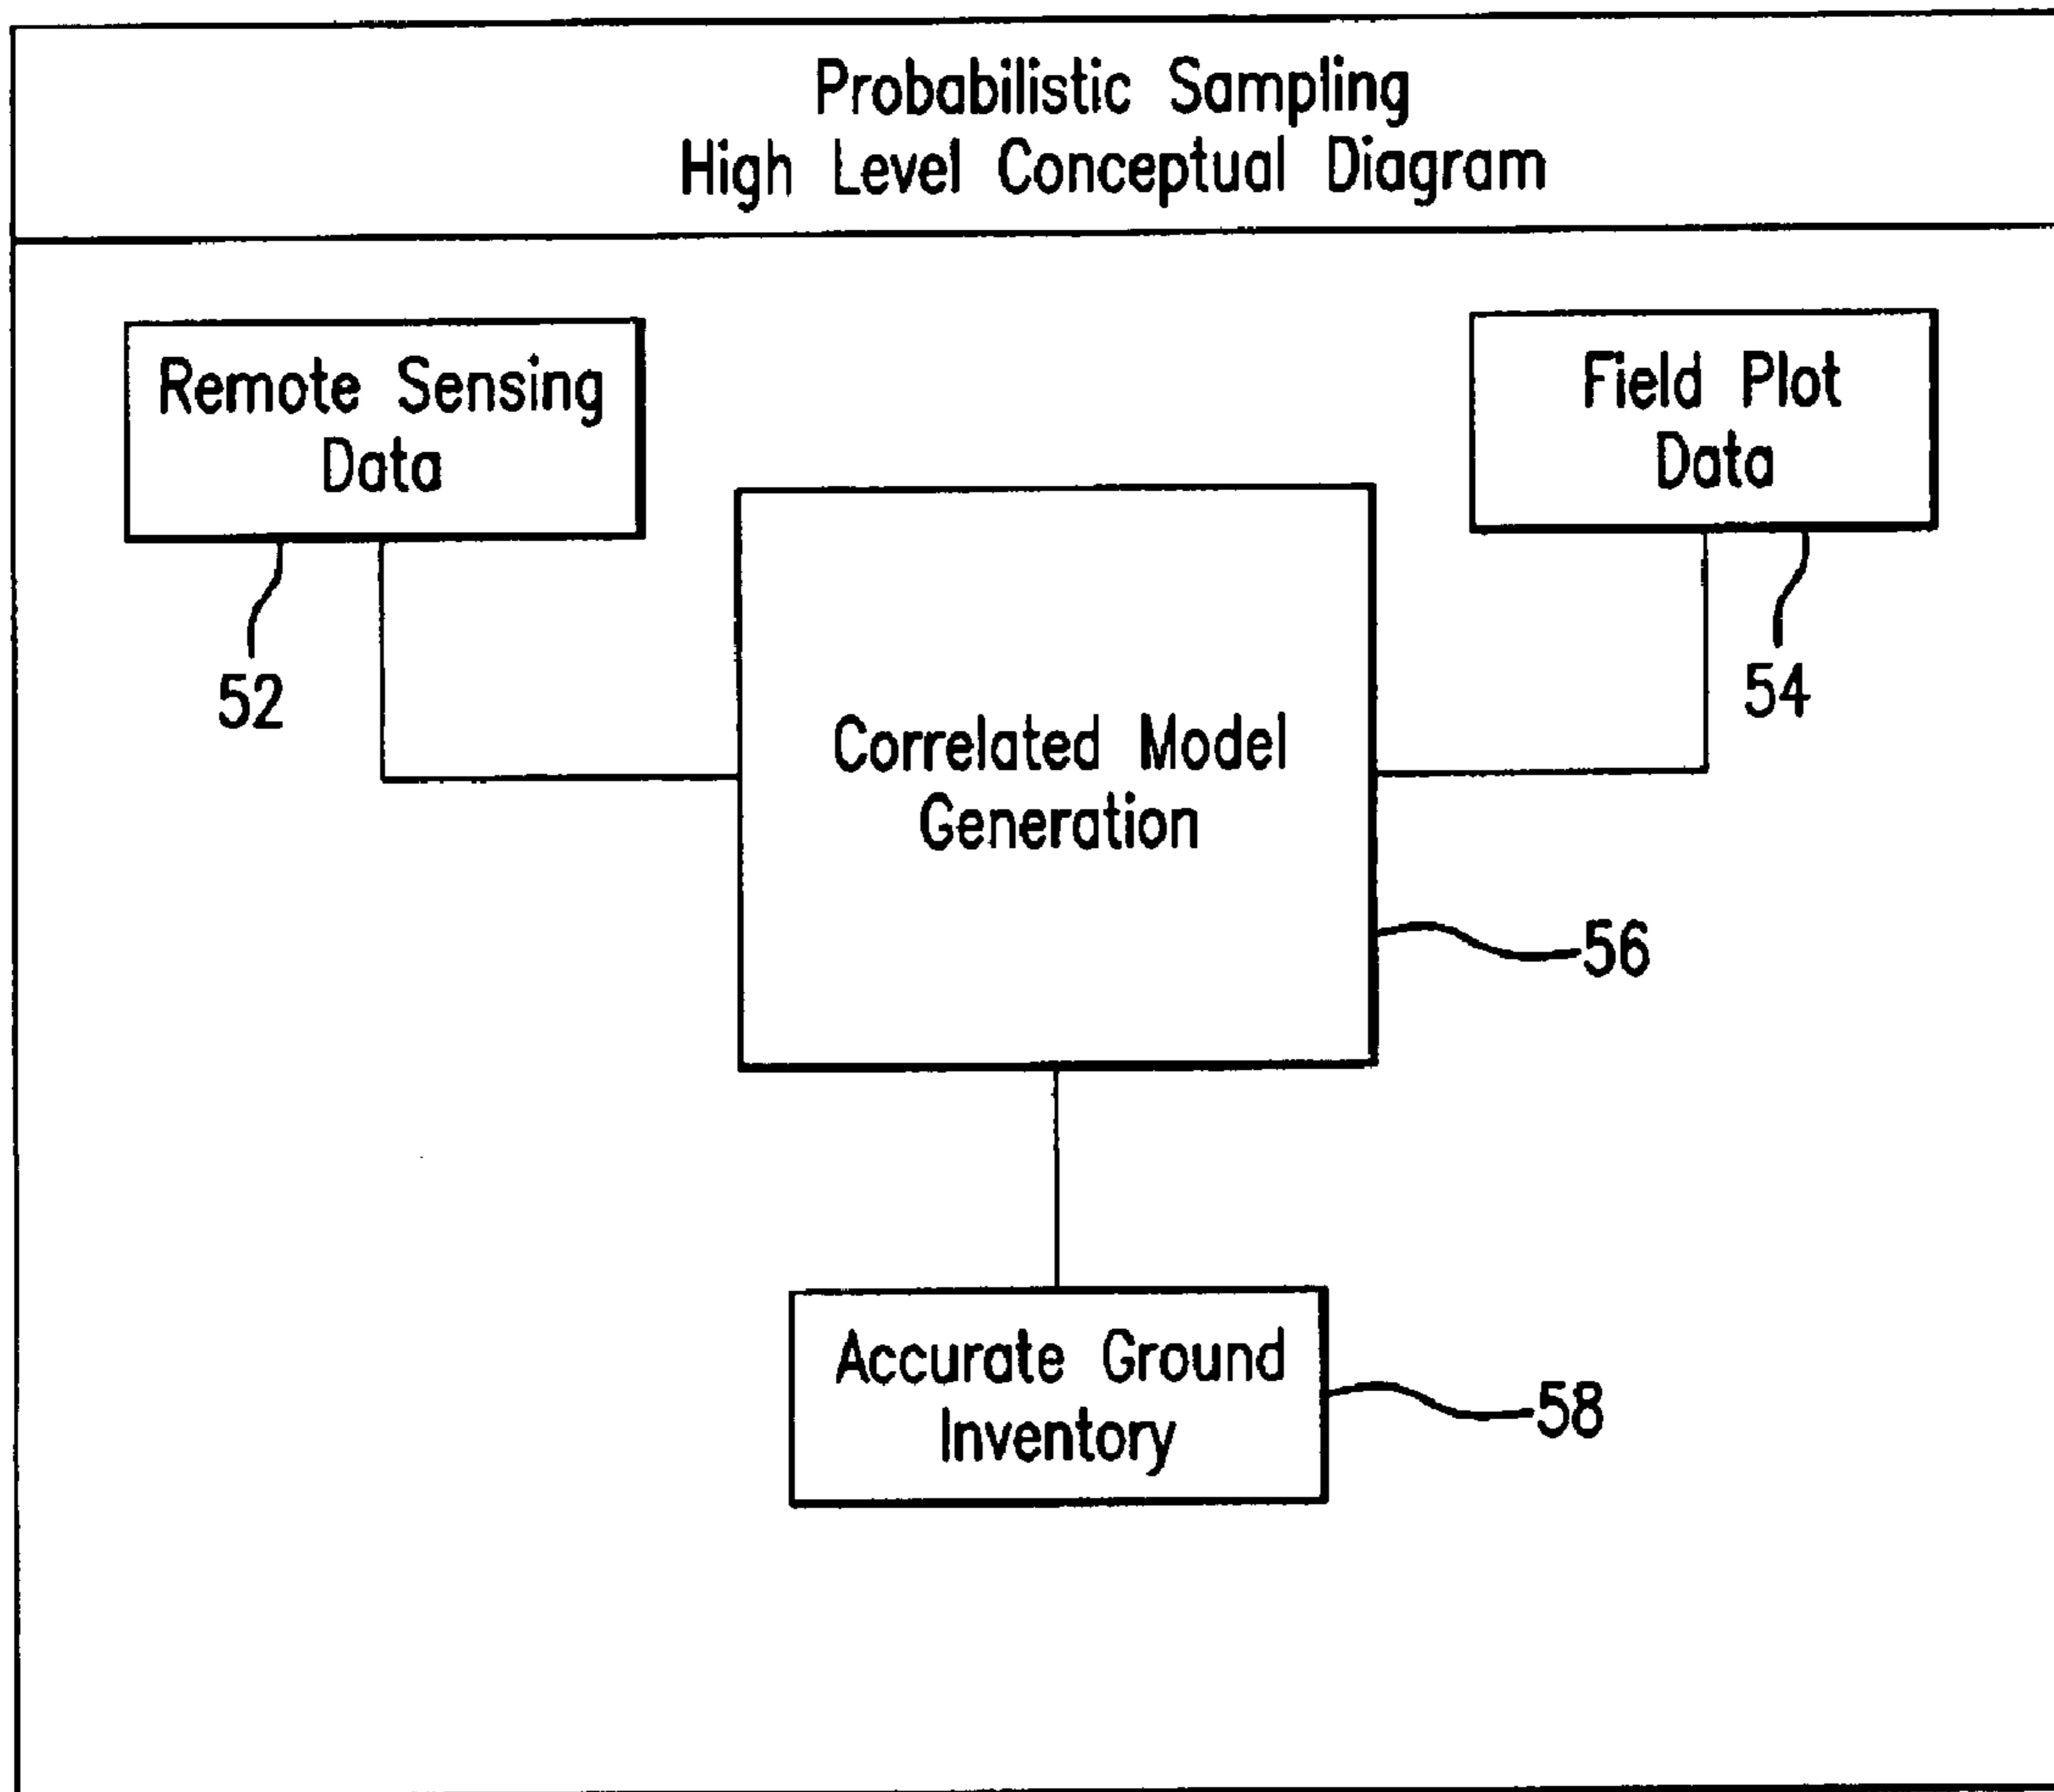 Probabilistic Sampling
High Level Conceptual Diagram
Remote Sensing
Data
Field Plot
Data
52
54
Correlated Model
Generation
56
Accurate Ground
Inventory
58